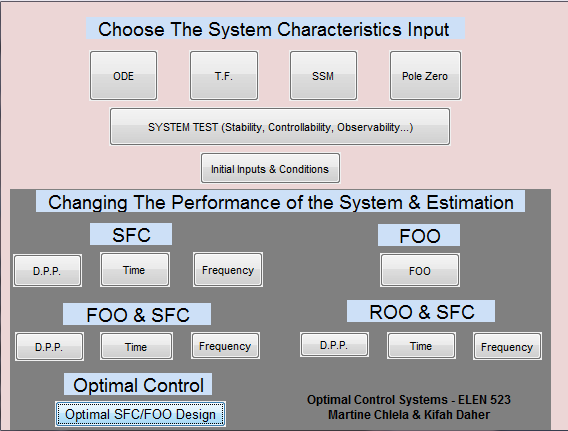 Choose The System Characteristics Input
ODE
T.F.
SSM
Pole Zero
SYSTEM TEST (Stability, Controllability, Observability...)
Initial Inputs & Conditions
Changing The Performance of the System & Estimation
SFC
FOO
D.P.P.
Time
Frequency
FOO
FOO & SFC
ROO & SFC
D.P.P.
Time
Frequency
D.P.P.
Time
Frequency
Optimal Control
Optimal SFC/FOO Design
Optimal Control Systems - ELEN 523
Martine Chlela & Kifah Daher